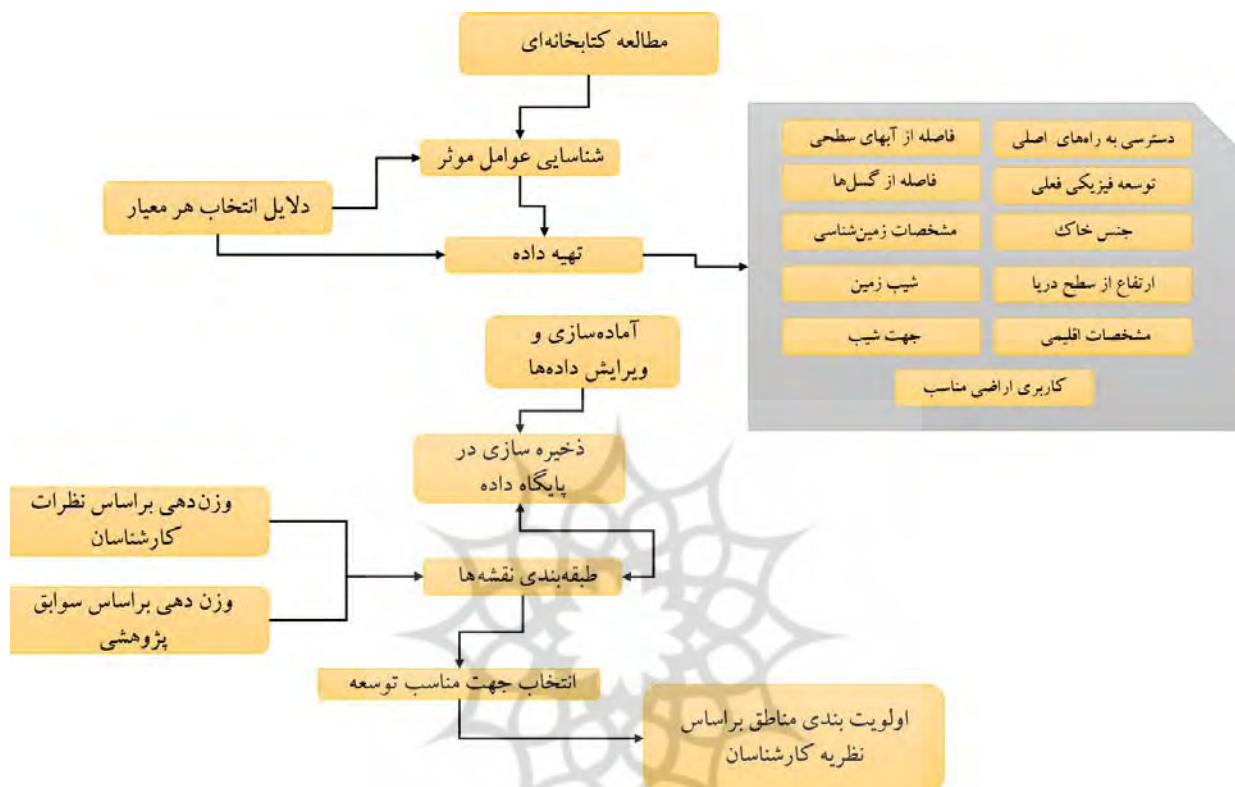 مطالعه کتابخانه‌ای
شناسایی عوامل موثر
دلایل انتخاب هر معیار
تهیه داده
دسترسی به راه‌های اصلی
فاصله از آبهای سطحی
توسعه فیزیکی فعلی
فاصله از گسل‌ها
جنس خاک
مشخصات زمین‌شناسی
ارتفاع از سطح دریا
شیب زمین
مشخصات اقلیمی
جهت شیب
کاربری اراضی مناسب
آماده‌سازی و
ویرایش داده‌ها
ذخیره سازی در
پایگاه داده
وزن‌دهی براساس نظرات
کارشناسان
طبقه‌بندی نقشه‌ها
وزن دهی براساس سوابق
پژوهشی
انتخاب جهت مناسب توسعه
اولویت بندی مناطق براساس
نظریه کارشناسان